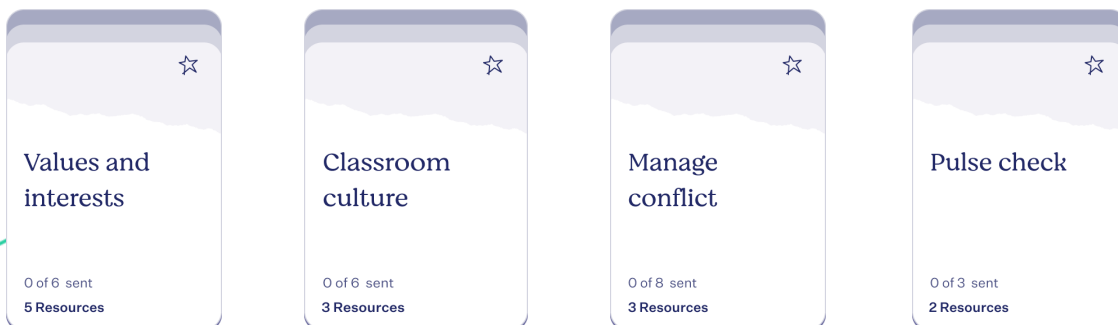 Values and
interests
0 of 6 sent
5 Resources
Classroom
culture
0 of 6 sent
3 Resources
Manage
conflict
0 of 8 sent
3 Resources
Pulse check
0 of 3 sent
2 Resources